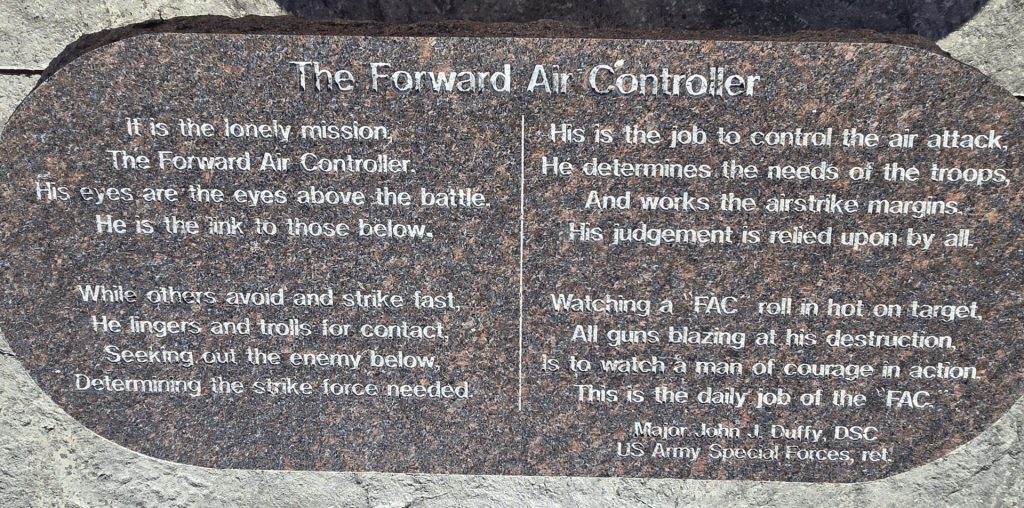 The Forward Air Controller
It is the lonely mission,
The Forward Air Controller.
His eyes are the eyes above the battle.
He is the link to those below.
While others avoid and strike fast,
He lingers and trolls for contact,
Seeking out the enemy below,
Determining the strike force needed.
His is the job to control the air attack,
He determines the needs of the troops,
And works the airstrike margins.
His judgement is relied upon by all.
Watching a "FAC" roll in hot on target,
All guns blazing at his destruction,
Is to watch a man of courage in action.
This is the daily job of the "FAC."
Major John J. Duffy, DSC
US Army Special Forces, ret.